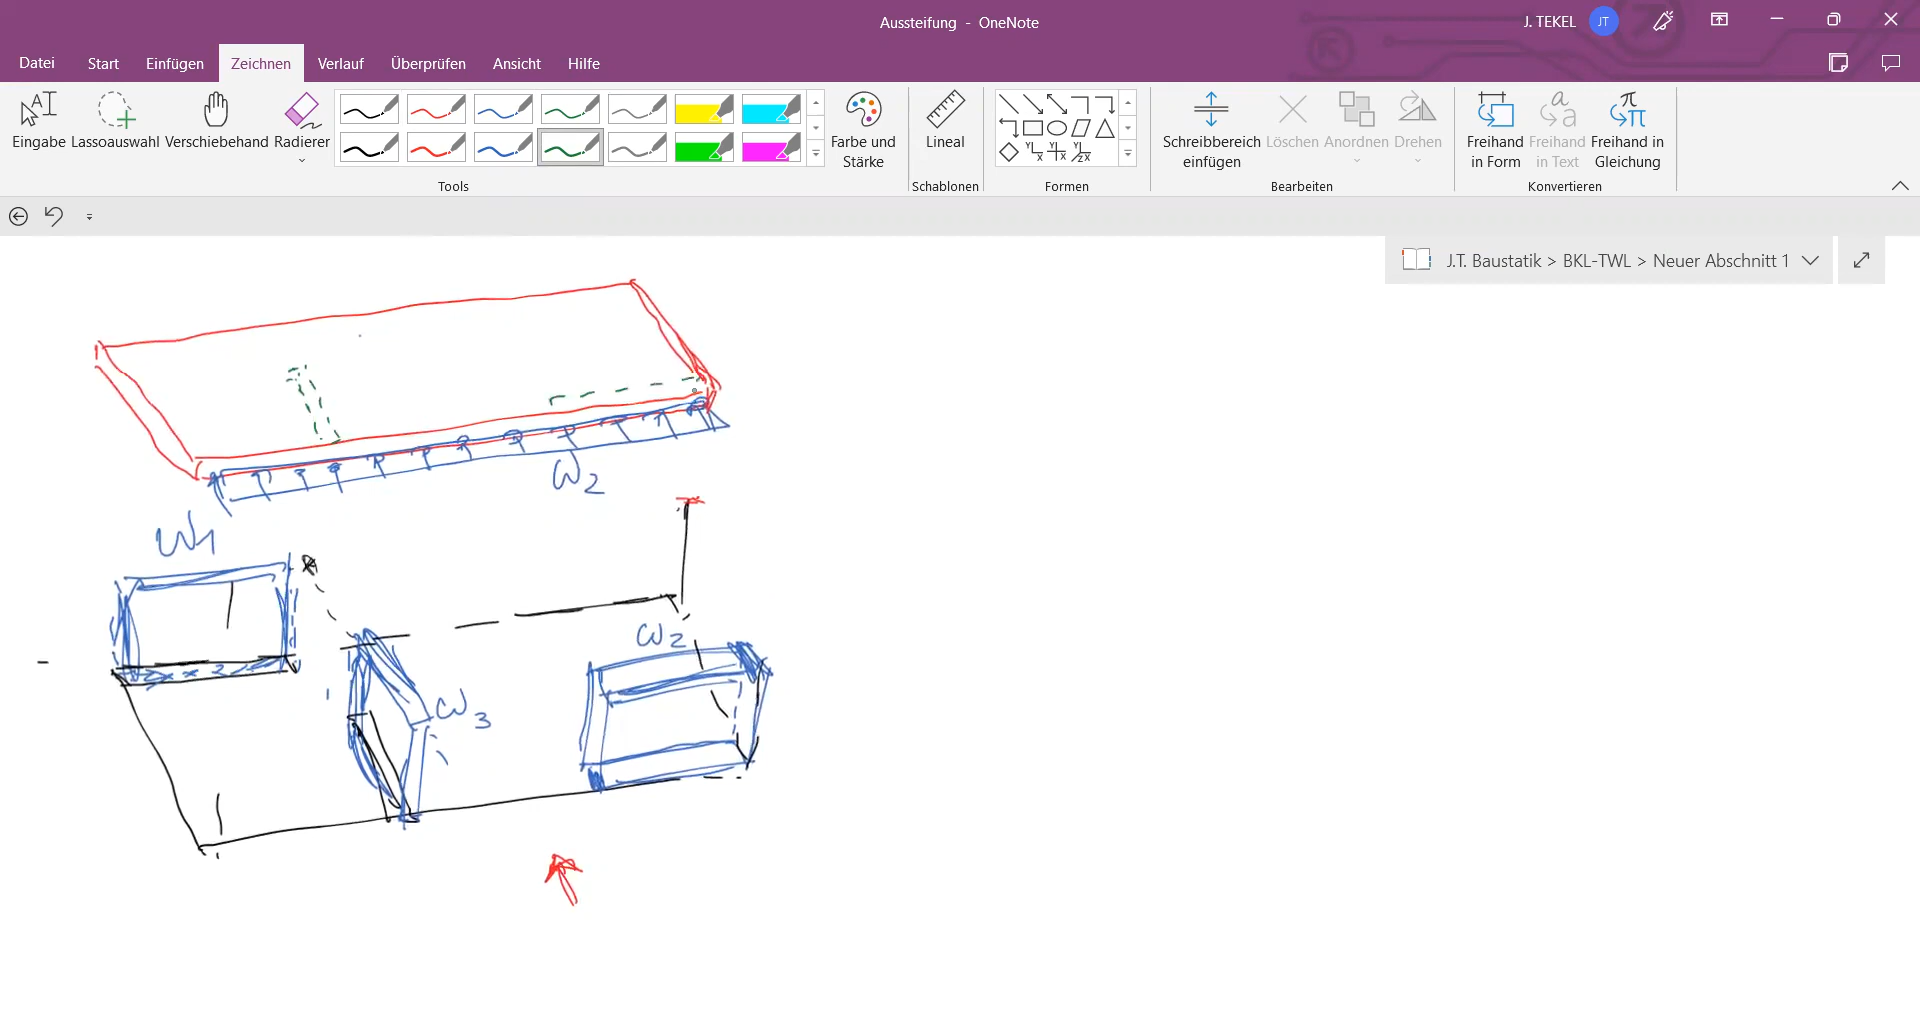 Aussteifung - OneNote
J. TEKEL
JT
Datei
Start
Einfügen
Zeichnen
Verlauf
Überprüfen
Ansicht
Hilfe
Eingabe
Lassoauswahl
Verschiebehand
Radierer
Farbe und
Stärke
Lineal
Schreibbereich
einfügen
Löschen
Anordnen
Drehen
Freihand
in Form
Freihand
in Text
Freihand in
Gleichung
Tools
Schablonen
Formen
Bearbeiten
Konvertieren
J.T. Baustatik > BKL-TWL > Neuer Abschnitt 1
W2
W1
W2
W3